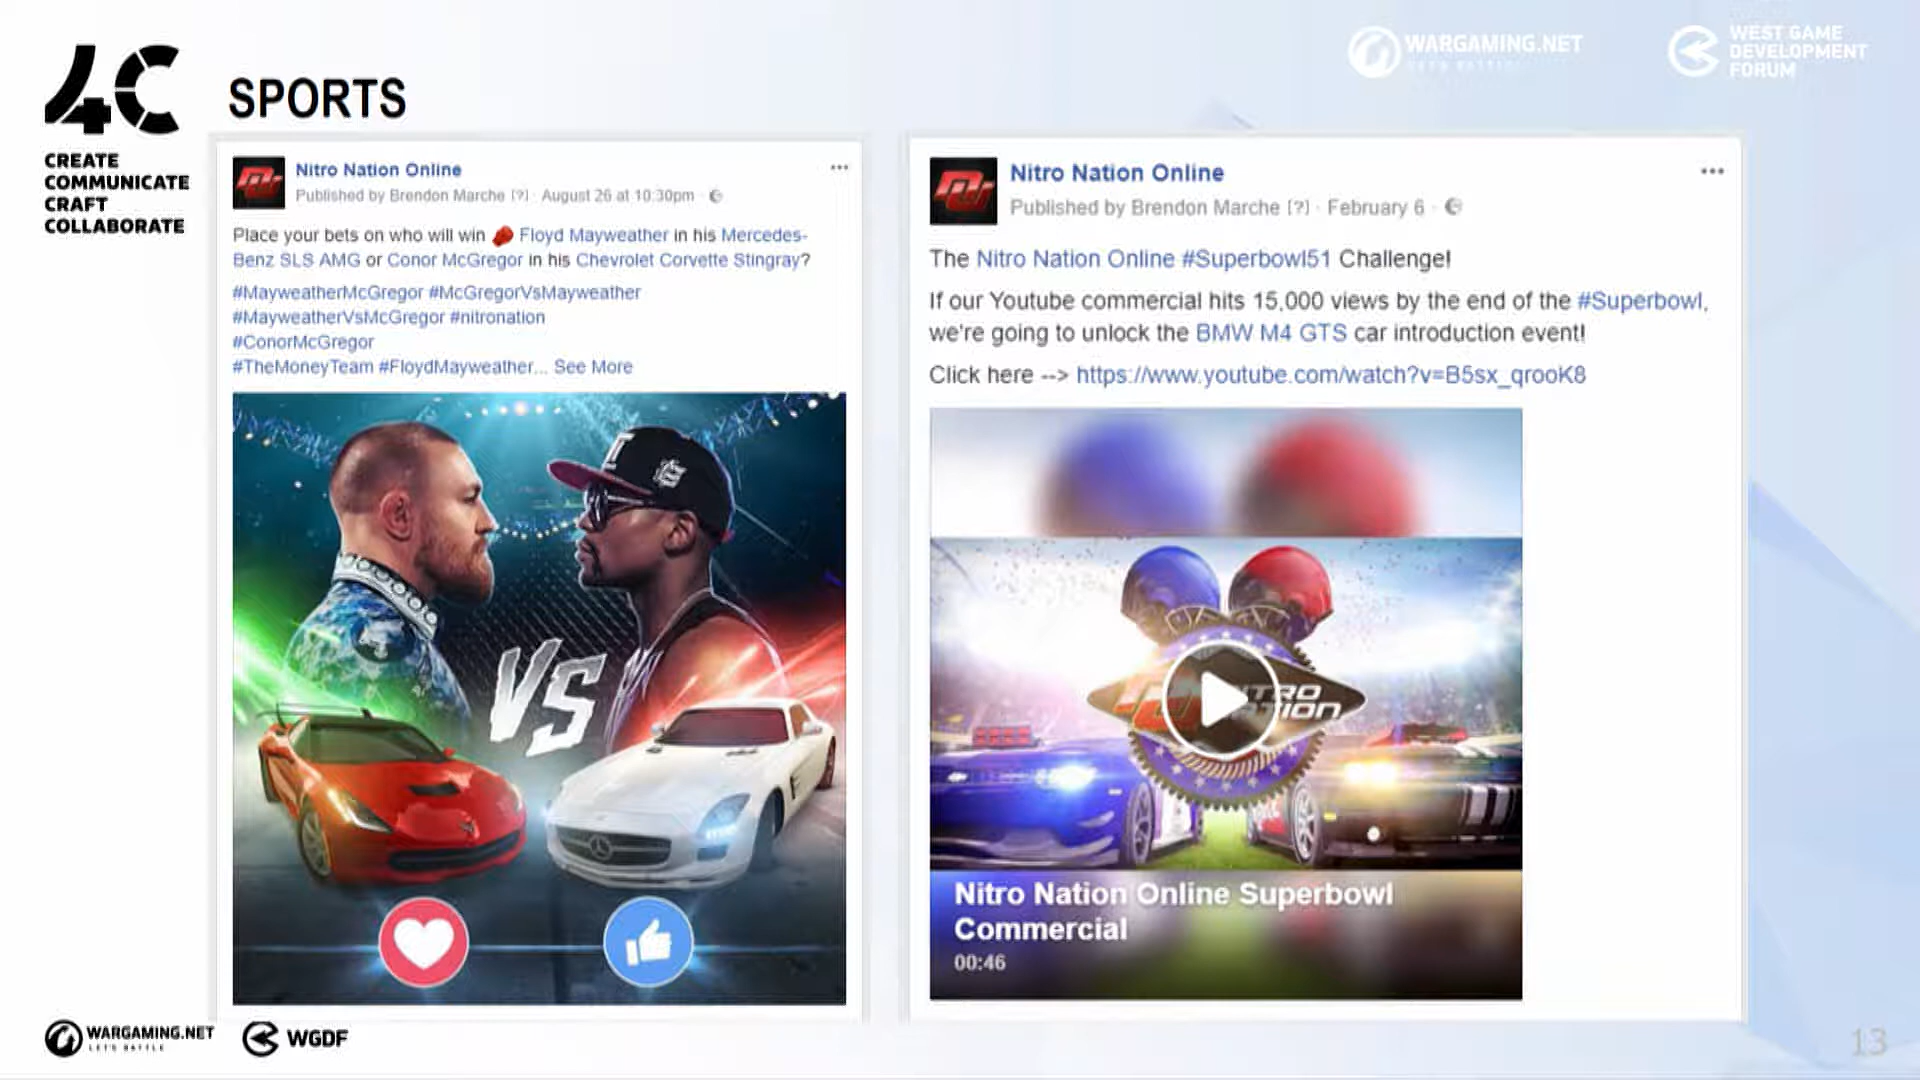 4C
CREATE
COMMUNICATE
CRAFT
COLLABORATE
SPORTS
WARGAMING.NET
LET'S BATTLE
WEST GAME
DEVELOPMENT
FORUM
Nitro Nation Online
Published by Brendon Marche [?] · August 26 at 10:30pm ·
Place your bets on who will win Floyd Mayweather in his Mercedes-
Benz SLS AMG or Conor McGregor in his Chevrolet Corvette Stingray?
#MayweatherMcGregor #McGregorVsMayweather
#MayweatherVsMcGregor #nitronation
#ConorMcGregor
#TheMoneyTeam #FloydMayweather... See More
VS
Nitro Nation Online
Published by Brendon Marche [?] · February 6 ·
The Nitro Nation Online #Superbowl51 Challenge!
If our Youtube commercial hits 15,000 views by the end of the #Superbowl,
we're going to unlock the BMW M4 GTS car introduction event!
Click here --> https://www.youtube.com/watch?v=B5sx_qrooK8
NITRO
NATION
Nitro Nation Online Superbowl
Commercial
00:46
WARGAMING.NET
LET'S BATTLE
WGDF
13